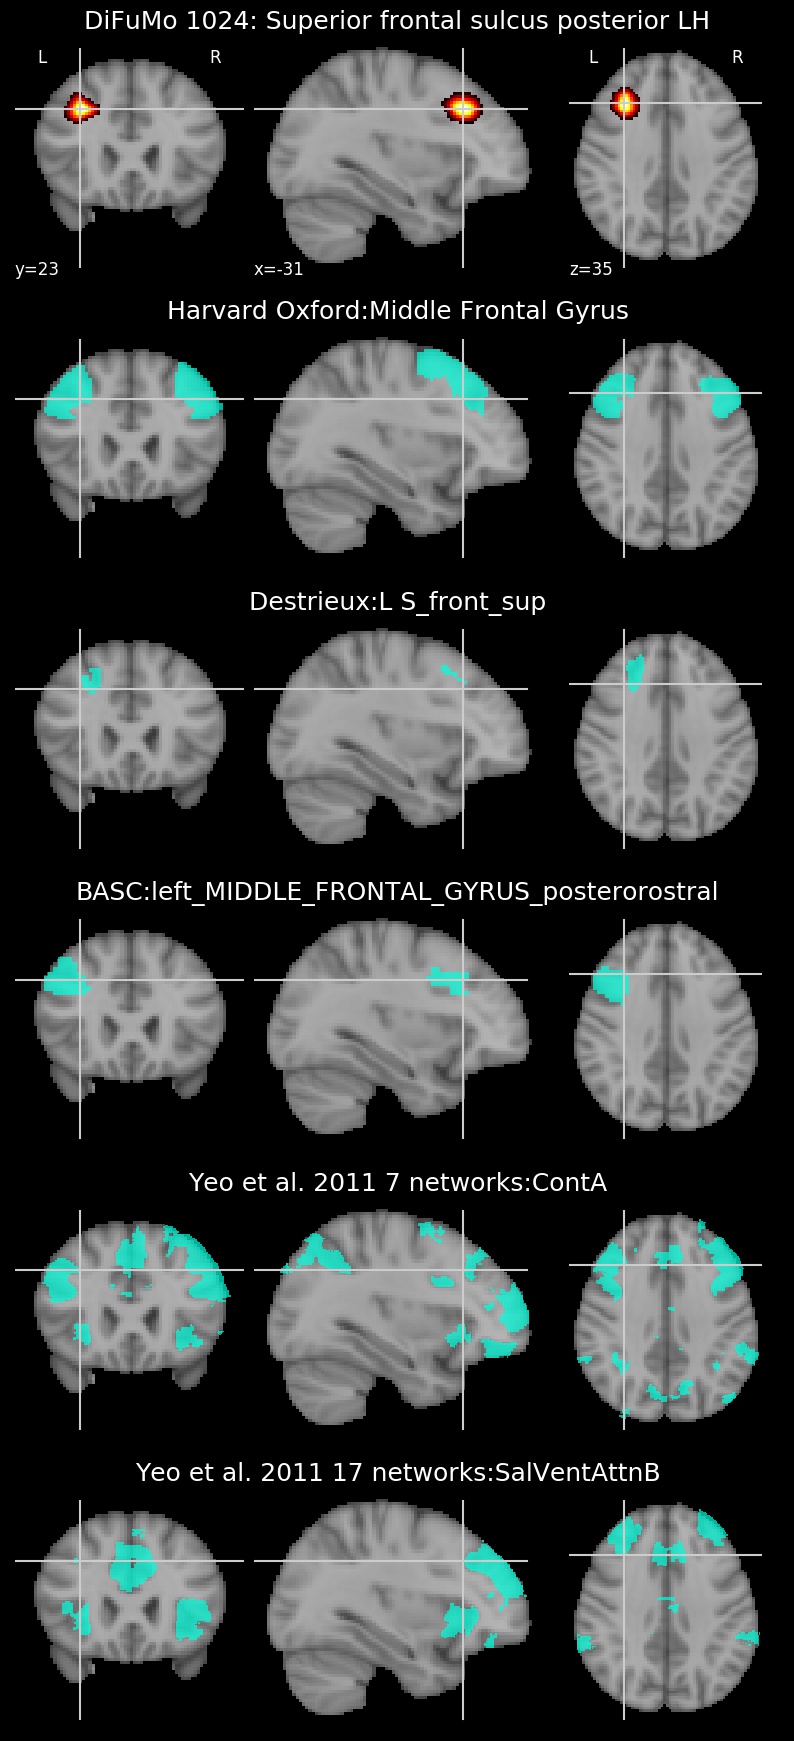 DiFuMo 1024: Superior frontal sulcus posterior LH
L R L R
y=23 x=-31 z=35
Harvard Oxford:Middle Frontal Gyrus
Destrieux:L S_front_sup
BASC:left_MIDDLE_FRONTAL_GYRUS_posterorostral
Yeo et al. 2011 7 networks:ContA
Yeo et al. 2011 17 networks:SalVentAttnB